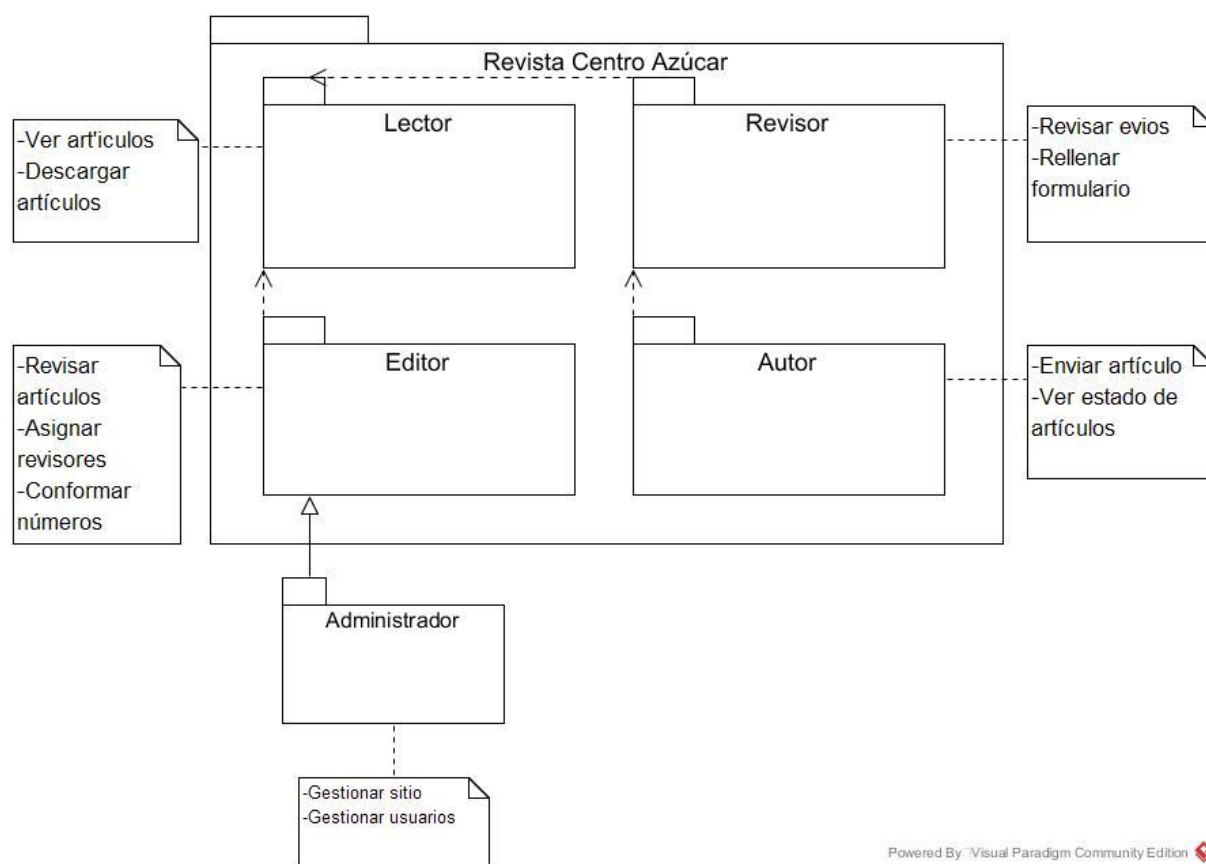 Revista Centro Azúcar
Lector
Revisor
-Ver art'iculos
-Descargar
artículos
-Revisar evios
-Rellenar
formulario
Editor
Autor
-Revisar
artículos
-Asignar
revisores
-Conformar
números
-Enviar artículo
-Ver estado de
artículos
Administrador
-Gestionar sitio
-Gestionar usuarios
Powered By Visual Paradigm Community Edition